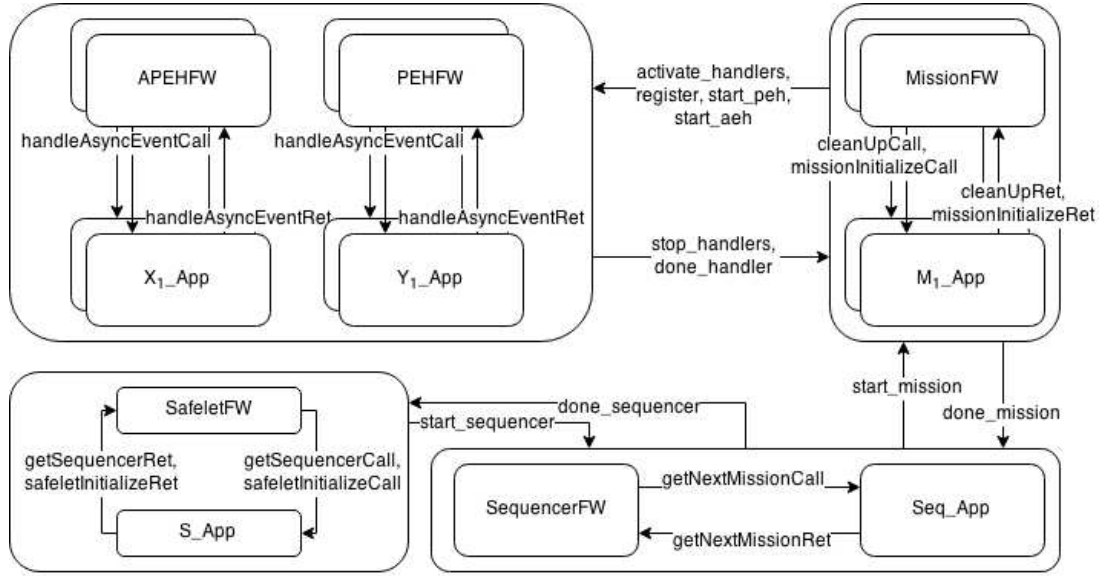 APEHFW
PEHFW
MissionFW
activate_handlers,
register, start_peh,
start_aeh
handleAsyncEventCall
handleAsyncEventCall
cleanUpCall,
missionInitializeCall
cleanUpRet,
missionInitializeRet
handleAsyncEventRet
handleAsyncEventRet
stop_handlers,
done_handler
X1_App
Y1_App
M1_App
start_mission
done_mission
SafeletFW
done_sequencer
start_sequencer
getSequencerRet,
safeletInitializeRet
getSequencerCall,
safeletInitializeCall
S_App
SequencerFW
getNextMissionCall
getNextMissionRet
Seq_App